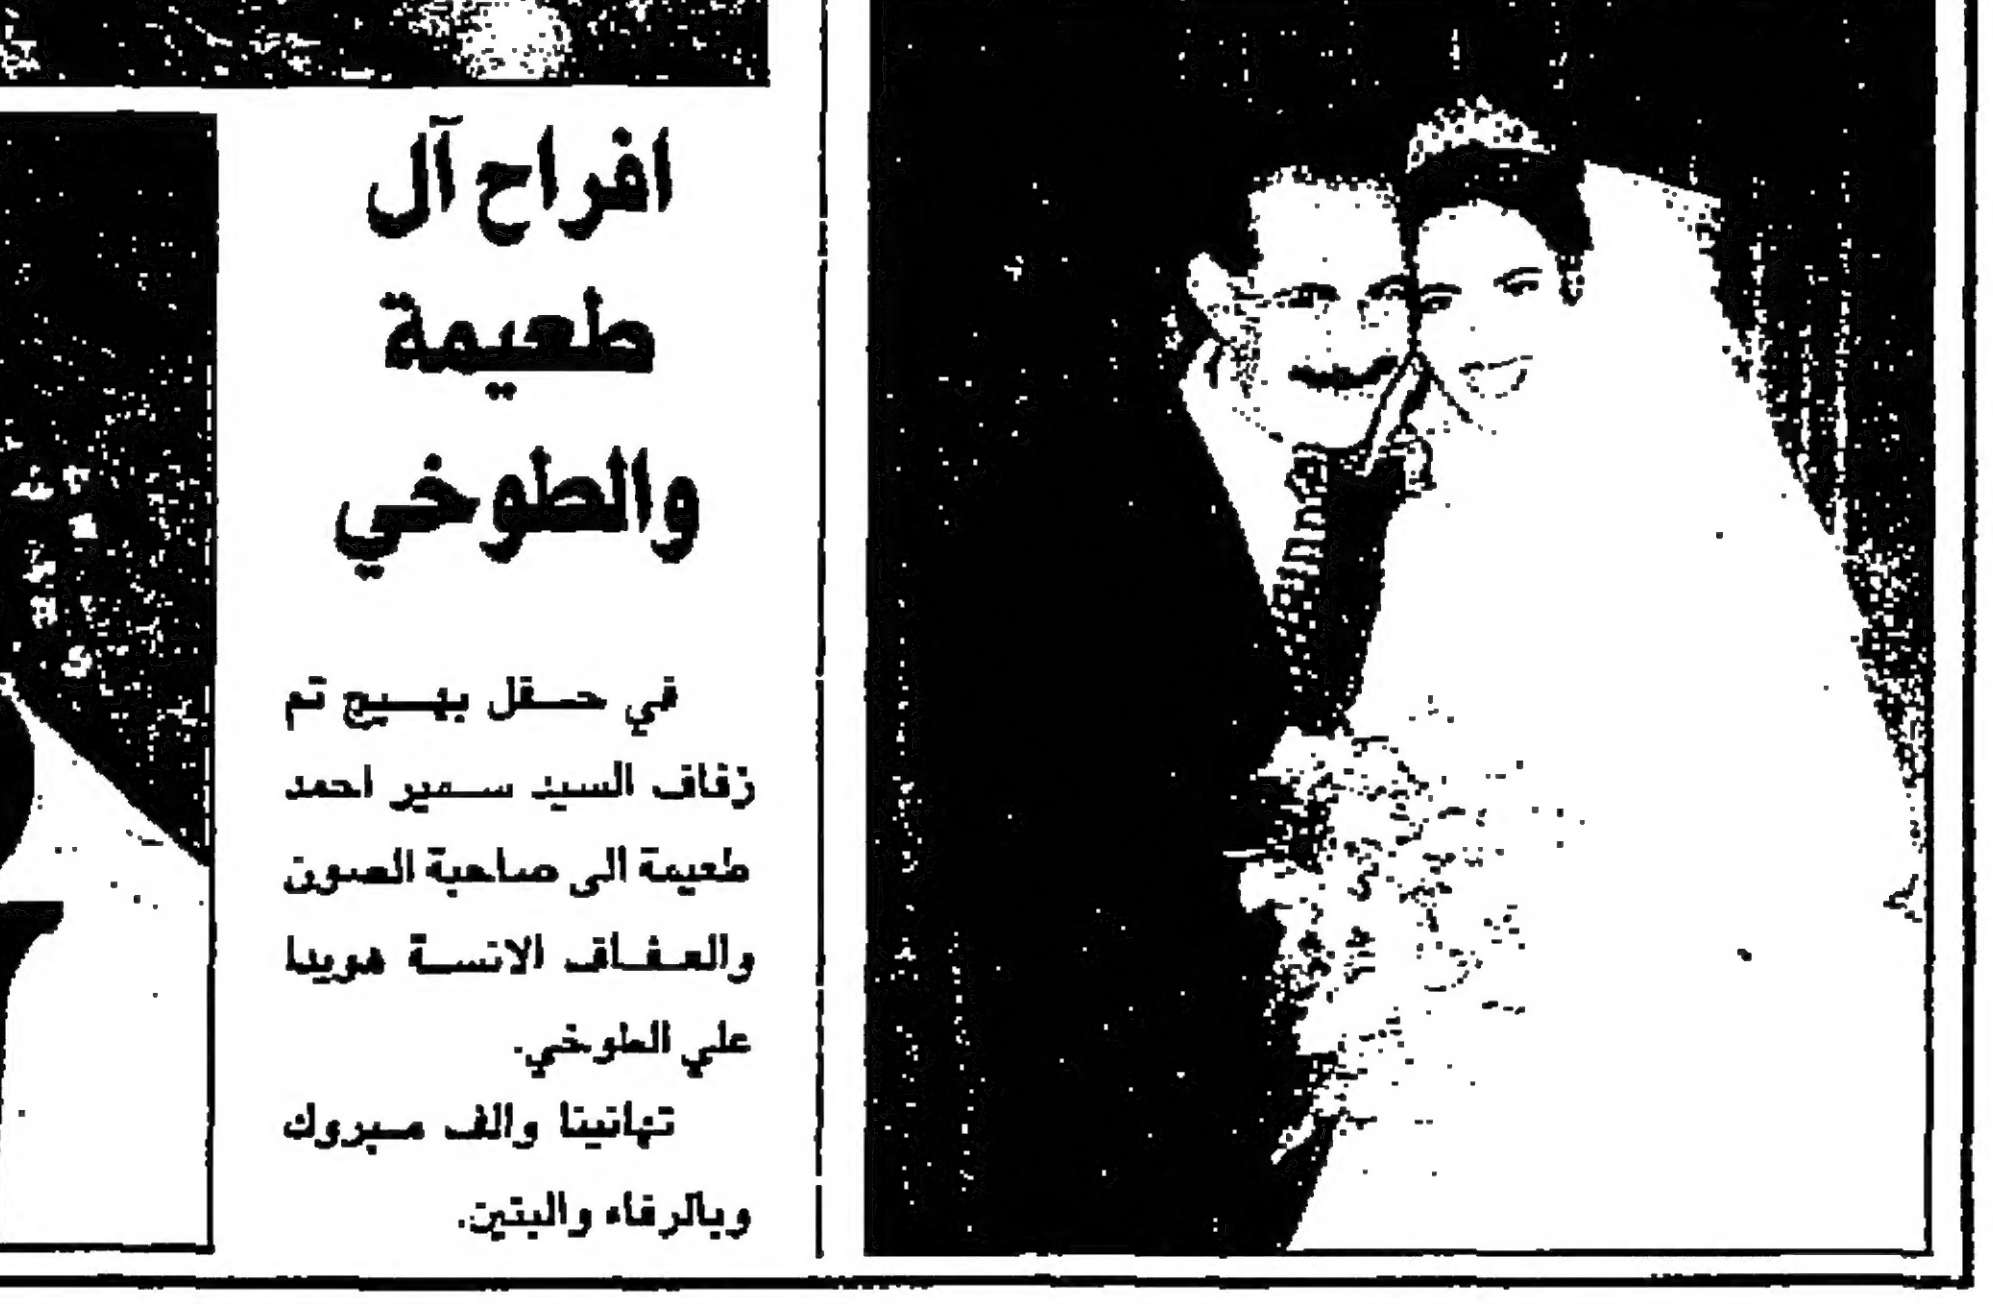 افراح آل
طعيمة
والطوخي
في حفل بهيج تم
زفاف السيد سمير احمد
طعيمة الى صاحبة الصون
والعفاف الانسة هويدا
علي الطوخي.
تهانينا والف مبروك
وبالرفاء والبنين.